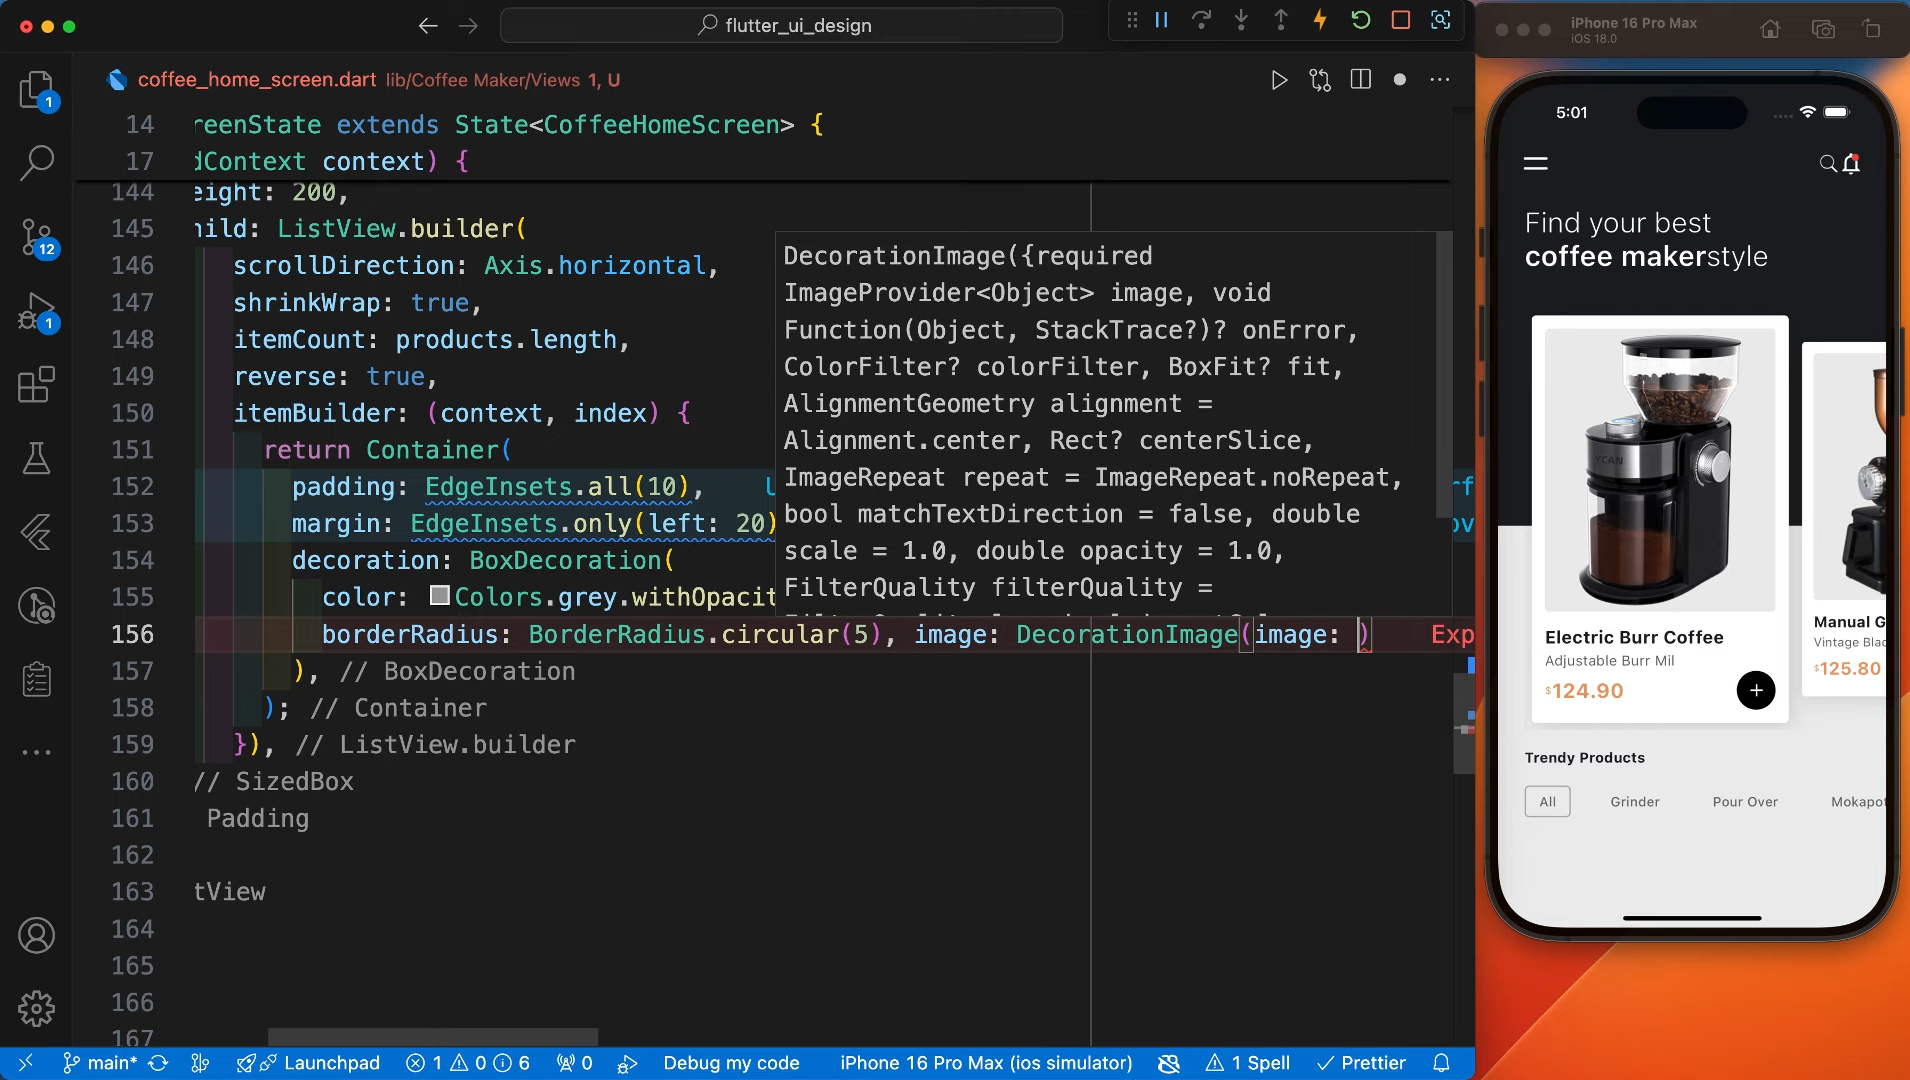 flutter_ui_design
coffee_home_screen.dart lib/Coffee Maker/Views 1, U
14 reenState extends State<CoffeeHomeScreen> {
17 dContext context) {
144 eight: 200,
145 hild: ListView.builder(
146 scrollDirection: Axis.horizontal,
147 shrinkWrap: true,
148 itemCount: products.length,
149 reverse: true,
150 itemBuilder: (context, index) {
151 return Container(
152 padding: EdgeInsets.all(10), U
153 margin: EdgeInsets.only(left: 20)
154 decoration: BoxDecoration(
155 color: Colors.grey.withOpacit
156 borderRadius: BorderRadius.circular(5), image: DecorationImage(image: ) Exp
157 ), // BoxDecoration
158 ); // Container
159 }), // ListView.builder
160 // SizedBox
161 Padding
162
163 tView
164
165
166
167
DecorationImage({required
ImageProvider<Object> image, void
Function(Object, StackTrace?)? onError,
ColorFilter? colorFilter, BoxFit? fit,
AlignmentGeometry alignment =
Alignment.center, Rect? centerSlice,
ImageRepeat repeat = ImageRepeat.noRepeat,
bool matchTextDirection = false, double
scale = 1.0, double opacity = 1.0,
FilterQuality filterQuality =
1
12
1
main* Launchpad 1 0 6 0 Debug my code iPhone 16 Pro Max (ios simulator) 1 Spell Prettier
iPhone 16 Pro Max
iOS 18.0
5:01
Find your best
coffee makerstyle
Electric Burr Coffee
Adjustable Burr Mil
$124.90
+
Manual G
Vintage Blac
$125.80
Trendy Products
All Grinder Pour Over Mokapot